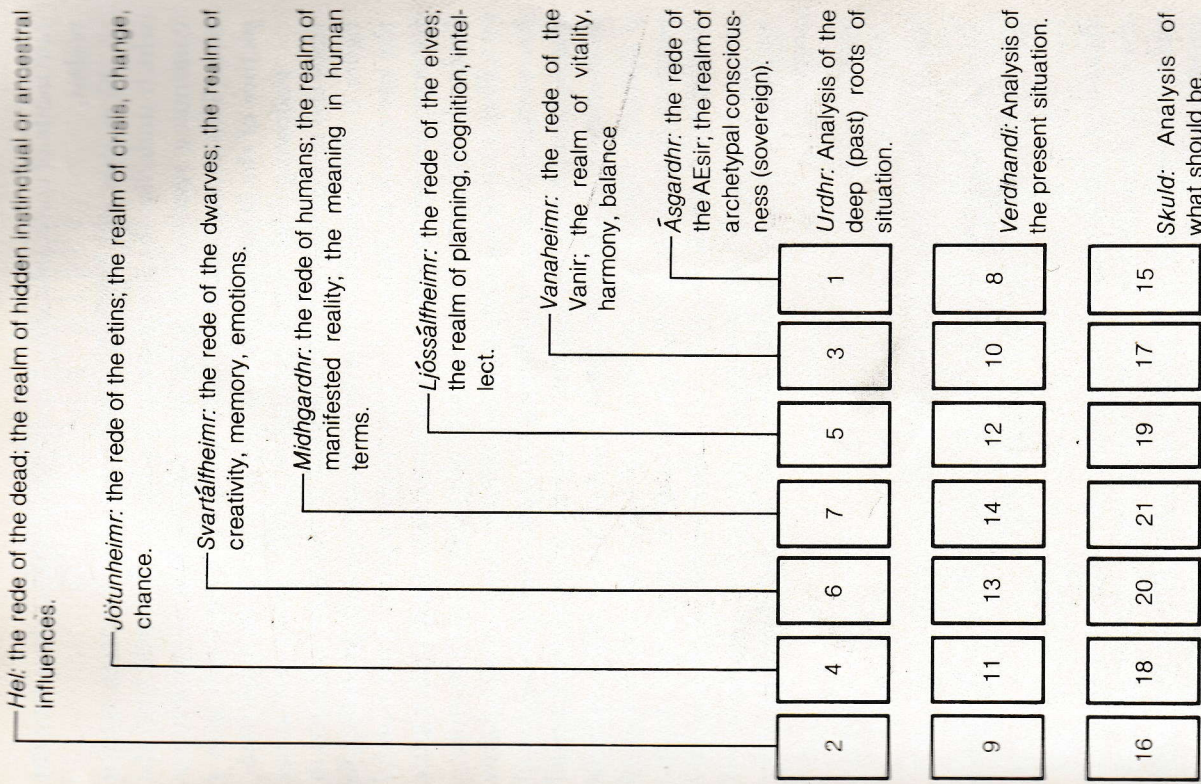 Hel: the rede of the dead; the realm of hidden instinctual or ancestral
influences.
Jötunheimr: the rede of the etins; the realm of crisis, change,
chance.
Svartálfheimr: the rede of the dwarves; the realm of
creativity, memory, emotions.
Midhgardhr: the rede of humans; the realm of
manifested reality; the meaning in human
terms.
Ljóssálfheimr: the rede of the elves;
the realm of planning, cognition, intel-
lect.
Vanaheimr: the rede of the
Vanir; the realm of vitality,
harmony, balance
Ásgardhr: the rede of
the AEsir; the realm of
archetypal conscious-
ness (sovereign).
2 4 6 7 5 3 1
Urdhr: Analysis of the
deep (past) roots of
situation.
9 11 13 14 12 10 8
Verdhandi: Analysis of
the present situation.
16 18 20 21 19 17 15
Skuld: Analysis of
what should be